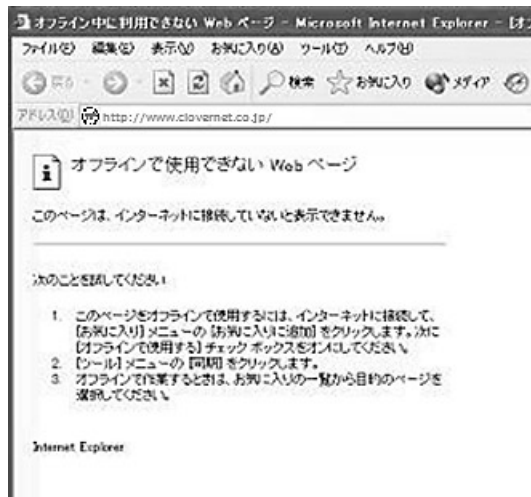 オフライン中に利用できない Web ページ - Microsoft Internet Explorer - [オ
ファイル(F) 編集(E) 表示(V) お気に入り(A) ツール(T) ヘルプ(H)
戻る 検索 お気に入り メディア
アドレス(D) http://www.clovernet.co.jp/
オフラインで使用できない Web ページ
このページは、インターネットに接続していないと表示できません。
次のことを試してください:
1. このページをオフラインで使用するには、インターネットに接続して、
[お気に入り] メニューの [お気に入りに追加] をクリックします。次に
[オフラインで使用する] チェック ボックスをオンにしてください。
2. [ツール] メニューの [同期] をクリックします。
3. オフラインで作業するときは、お気に入りの一覧から目的のページを
選択してください。
Internet Explorer